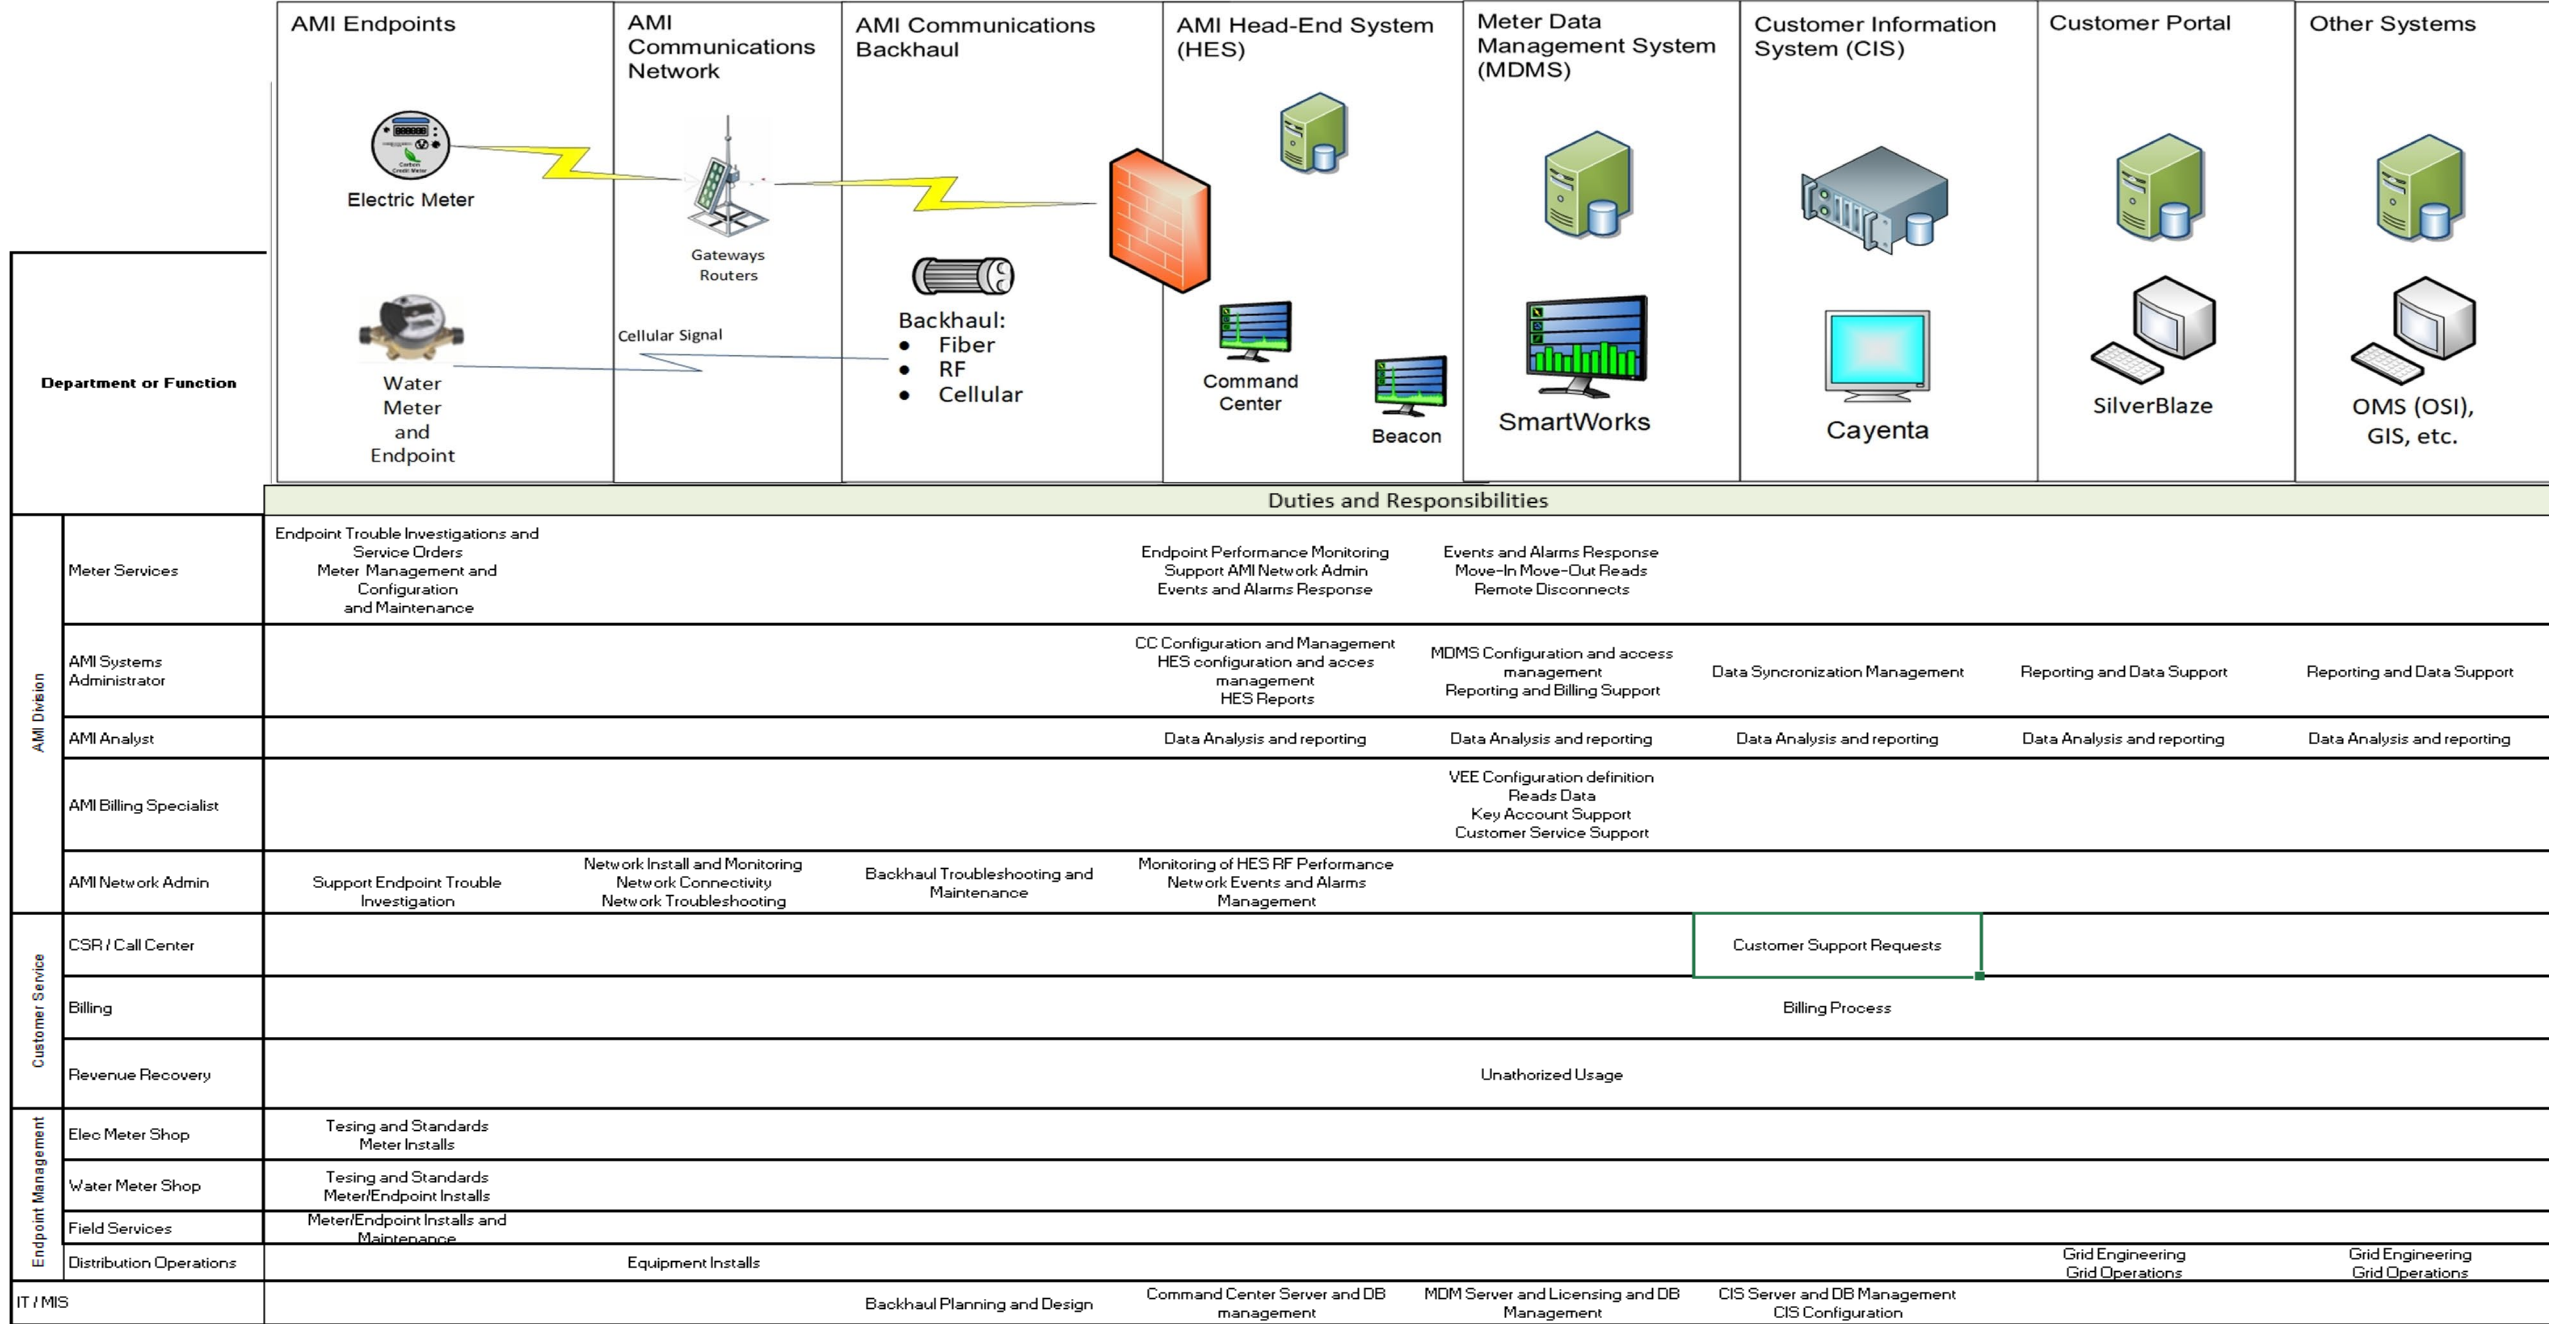 AMI Endpoints
AMI
Communications
Network
AMI Communications
Backhaul
AMI Head-End System
(HES)
Meter Data
Management System
(MDMS)
Customer Information
System (CIS)
Customer Portal
Other Systems
Electric Meter
Gateways
Routers
Water
Meter
and
Endpoint
Cellular Signal
Backhaul:
• Fiber
• RF
• Cellular
Command
Center
Beacon
SmartWorks
Cayenta
SilverBlaze
OMS (OSI),
GIS, etc.
Department or Function
Duties and Responsibilities
AMI Division
Meter Services
Endpoint Trouble Investigations and
Service Orders
Meter Management and
Configuration
and Maintenance
Endpoint Performance Monitoring
Support AMI Network Admin
Events and Alarms Response
Events and Alarms Response
Move-In Move-Out Reads
Remote Disconnects
AMI Systems
Administrator
CC Configuration and Management
HES configuration and acces
management
HES Reports
MDMS Configuration and access
management
Reporting and Billing Support
Data Syncronization Management
Reporting and Data Support
Reporting and Data Support
AMI Analyst
Data Analysis and reporting
Data Analysis and reporting
Data Analysis and reporting
Data Analysis and reporting
Data Analysis and reporting
AMI Billing Specialist
VEE Configuration definition
Reads Data
Key Account Support
Customer Service Support
AMI Network Admin
Support Endpoint Trouble
Investigation
Network Install and Monitoring
Network Connectivity
Network Troubleshooting
Backhaul Troubleshooting and
Maintenance
Monitoring of HES RF Performance
Network Events and Alarms
Management
Customer Service
CSR / Call Center
Customer Support Requests
Billing
Billing Process
Revenue Recovery
Unathorized Usage
Endpoint Management
Elec Meter Shop
Tesing and Standards
Meter Installs
Water Meter Shop
Tesing and Standards
Meter/Endpoint Installs
Field Services
Meter/Endpoint Installs and
Maintenance
Distribution Operations
Equipment Installs
Grid Engineering
Grid Operations
Grid Engineering
Grid Operations
IT / MIS
Backhaul Planning and Design
Command Center Server and DB
management
MDM Server and Licensing and DB
Management
CIS Server and DB Management
CIS Configuration